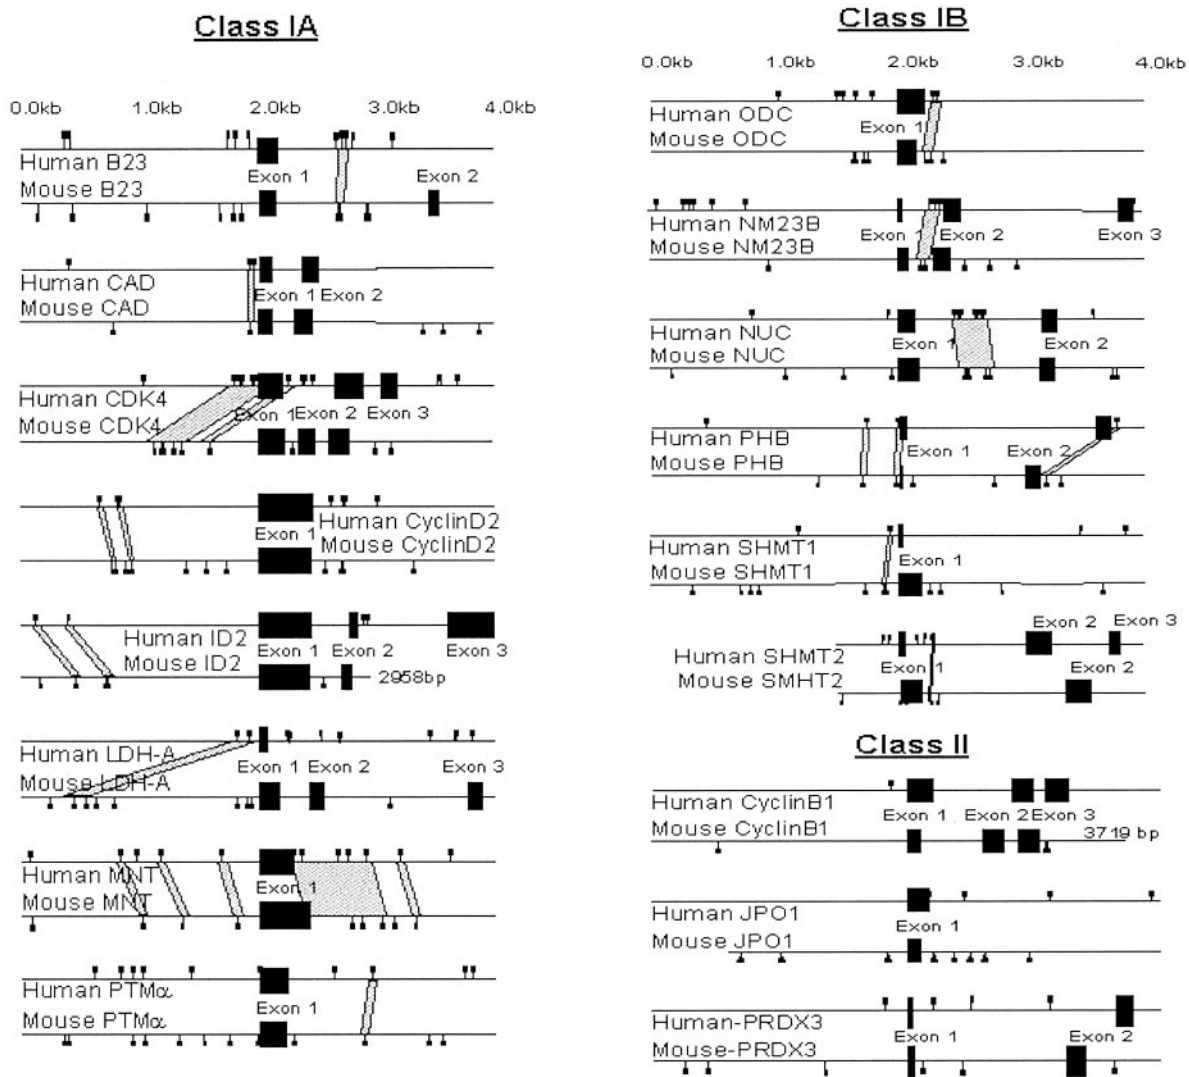 Class IA
0.0kb 1.0kb 2.0kb 3.0kb 4.0kb
Human B23
Exon 1 Exon 2
Mouse B23
Human CAD
Exon 1 Exon 2
Mouse CAD
Human CDK4
Exon 1 Exon 2 Exon 3
Mouse CDK4
Human CyclinD2
Exon 1
Mouse CyclinD2
Human ID2
Exon 1 Exon 2 Exon 3
Mouse ID2
2958bp
Human LDH-A
Exon 1 Exon 2 Exon 3
Mouse LDH-A
Human MNT
Exon 1
Mouse MNT
Human PTMα
Exon 1
Mouse PTMα
Class IB
0.0kb 1.0kb 2.0kb 3.0kb 4.0kb
Human ODC
Exon 1
Mouse ODC
Human NM23B
Exon 1 Exon 2 Exon 3
Mouse NM23B
Human NUC
Exon 1 Exon 2
Mouse NUC
Human PHB
Exon 1 Exon 2
Mouse PHB
Human SHMT1
Exon 1
Mouse SHMT1
Exon 2 Exon 3
Human SHMT2
Exon 1 Exon 2
Mouse SMHT2
Class II
Human CyclinB1
Exon 1 Exon 2 Exon 3
Mouse CyclinB1
3719 bp
Human JPO1
Exon 1
Mouse JPO1
Human-PRDX3
Exon 1 Exon 2
Mouse-PRDX3